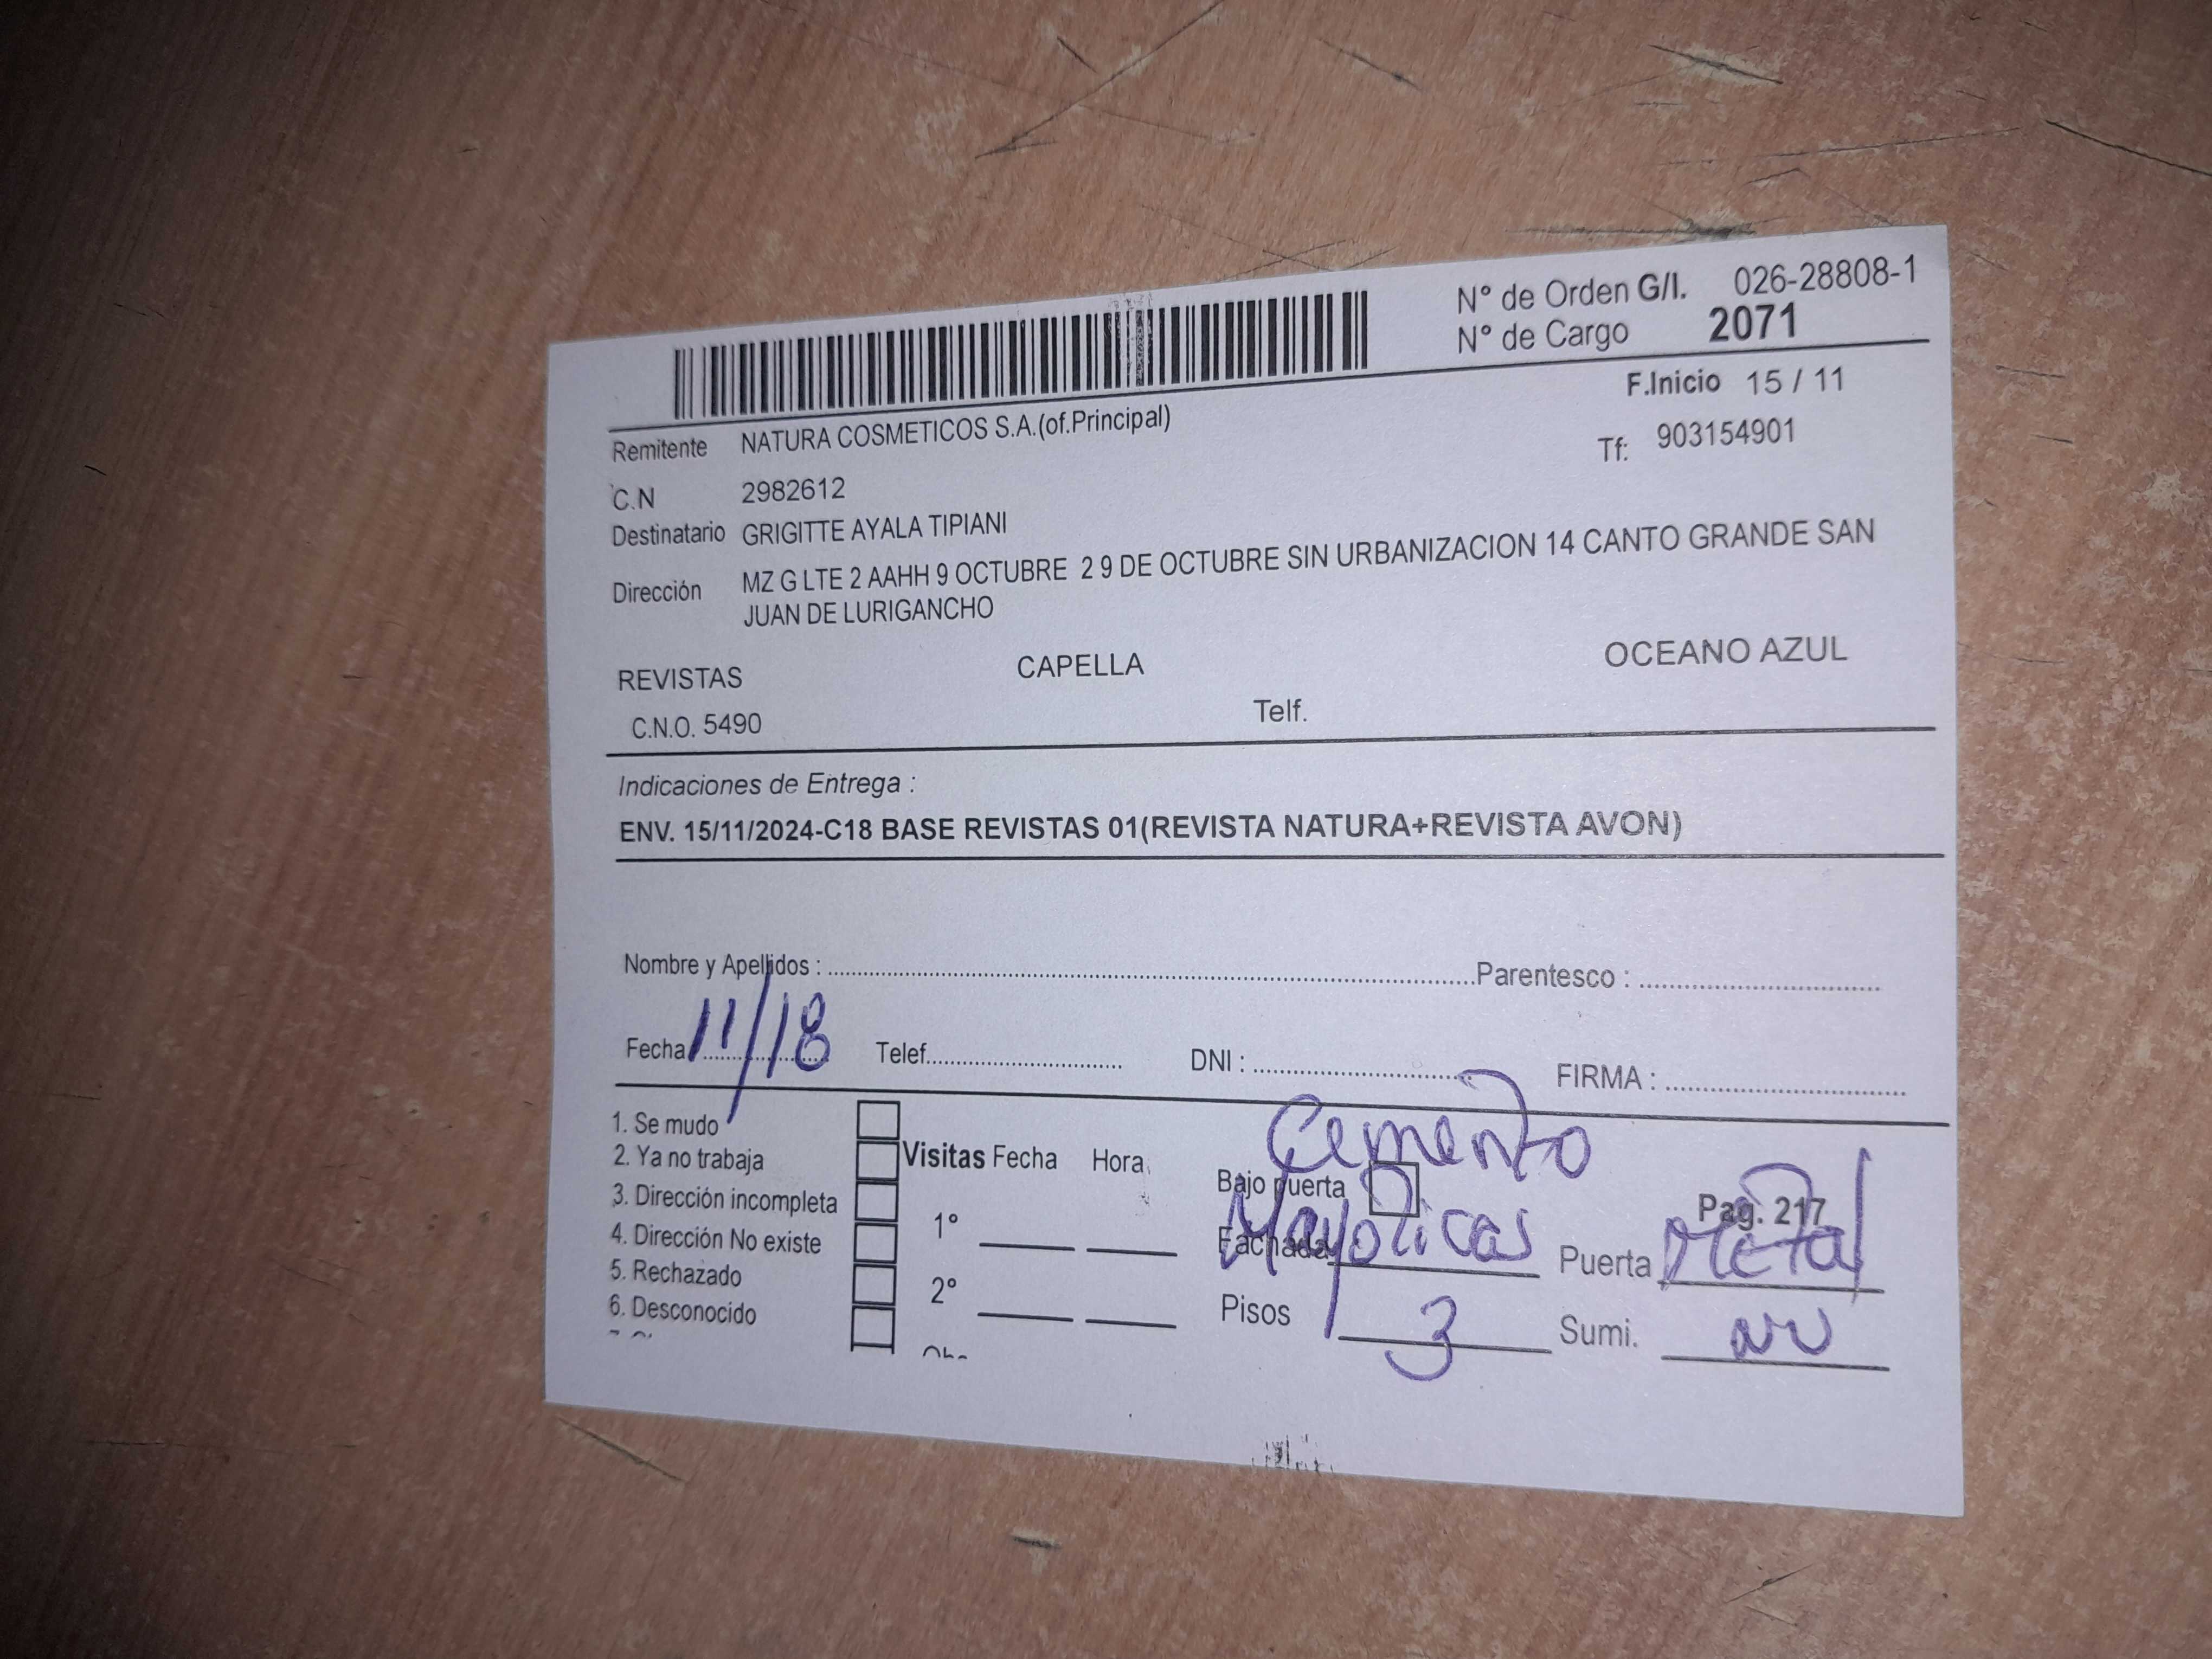 N° de Orden G/I. 026-28808-1
N° de Cargo 2071
F.Inicio 15 / 11
Remitente NATURA COSMETICOS S.A.(of.Principal)
Tf: 903154901
C.N 2982612
Destinatario GRIGITTE AYALA TIPIANI
Dirección MZ G LTE 2 AAHH 9 OCTUBRE 2 9 DE OCTUBRE SIN URBANIZACION 14 CANTO GRANDE SAN
JUAN DE LURIGANCHO
REVISTAS CAPELLA OCEANO AZUL
C.N.O. 5490 Telf.
Indicaciones de Entrega :
ENV. 15/11/2024-C18 BASE REVISTAS 01(REVISTA NATURA+REVISTA AVON)
Nombre y Apellidos : Parentesco :
Fecha 11/18 Telef. DNI : FIRMA :
Cemento
1. Se mudo
2. Ya no trabaja
3. Dirección incompleta
4. Dirección No existe
5. Rechazado
6. Desconocido
Visitas Fecha Hora
1°
2°
Bajo puerta
Pag. 217
Fachada Mayolicas Puerta Metal
Pisos 3 Sumi.